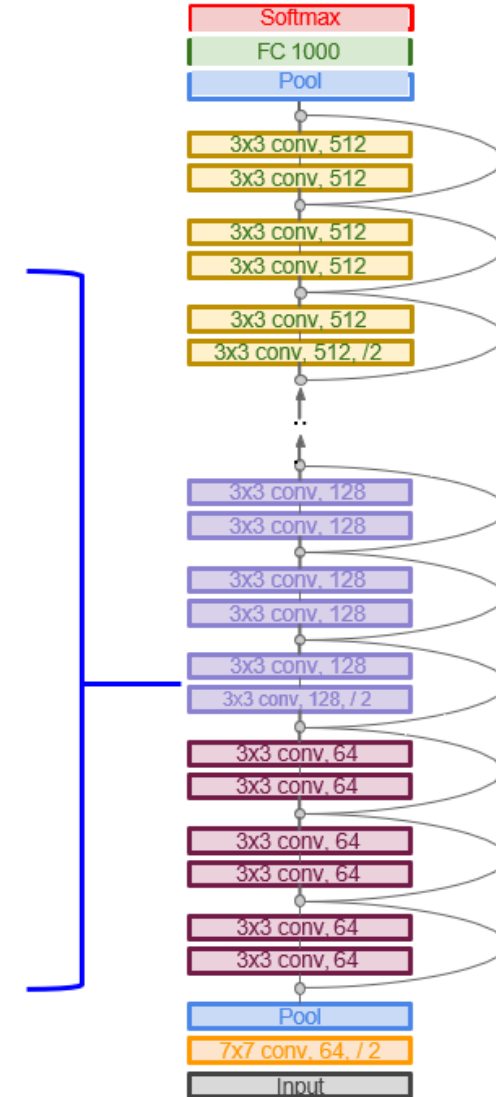 Softmax
FC 1000
Pool
3x3 conv, 512
3x3 conv, 512
3x3 conv, 512
3x3 conv, 512
3x3 conv, 512
3x3 conv, 512, /2
..
3x3 conv, 128
3x3 conv, 128
3x3 conv, 128
3x3 conv, 128
3x3 conv, 128
3x3 conv, 128, / 2
3x3 conv, 64
3x3 conv, 64
3x3 conv, 64
3x3 conv, 64
3x3 conv, 64
3x3 conv, 64
Pool
7x7 conv, 64, / 2
Input